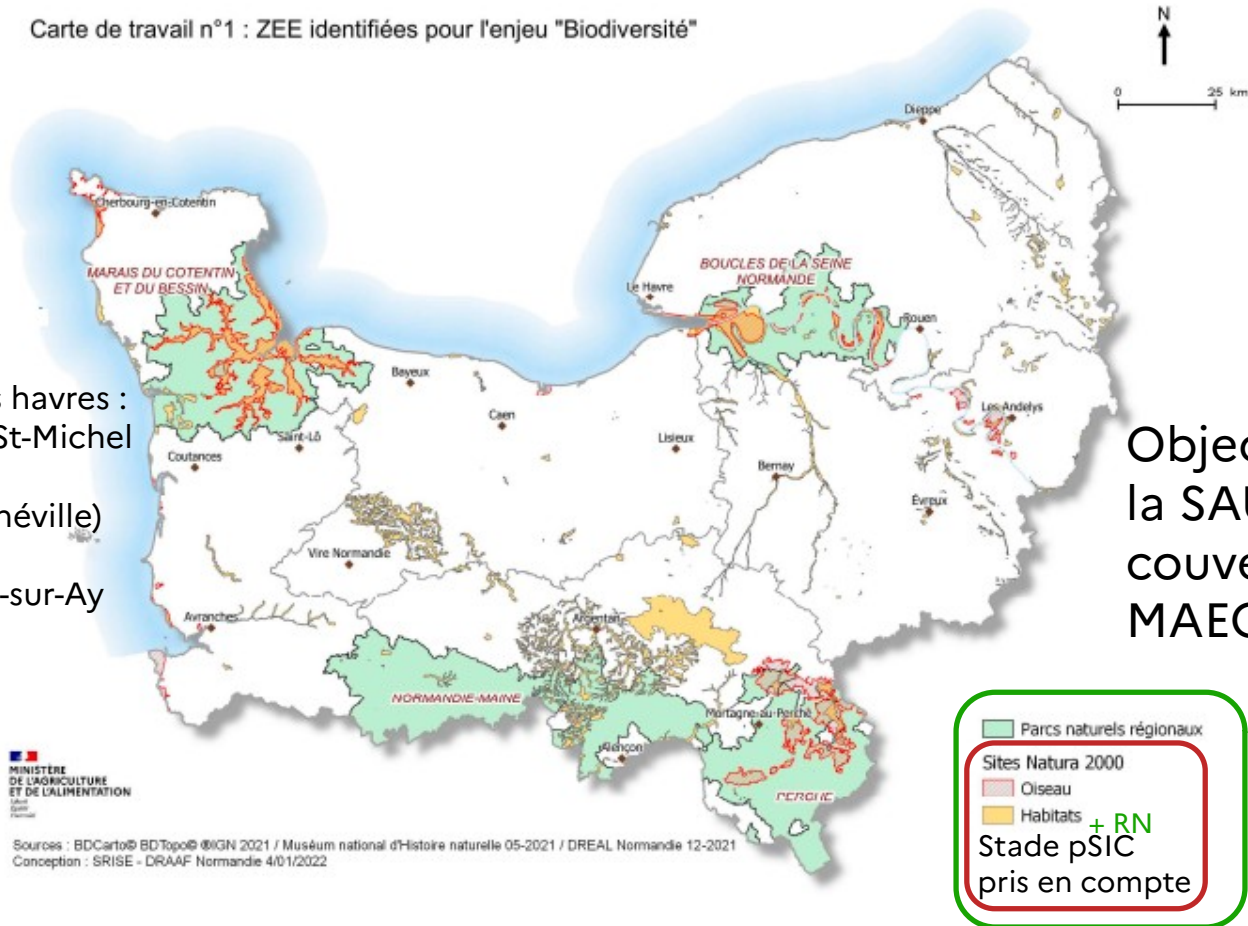 Carte de travail n°1 : ZEE identifiées pour l'enjeu "Biodiversité"
N
0 25 km
Dieppe
Cherbourg-en-Cotentin
MARAIS DU COTENTIN
ET DU BESSIN
BOUCLES DE LA SEINE
NORMANDE
Le Havre
Rouen
Bayeux
Caen
Lisieux
Les Andelys
Saint-Lô
Coutances
Bernay
Évreux
s havres :
St-Michel
néville)
-sur-Ay
Objec
la SAU
couve
MAEC
Vire Normandie
Avranches
Argentan
NORMANDIE-MAINE
Mortagne-au-Perche
Alençon
PERCHE
MINISTÈRE
DE L'AGRICULTURE
ET DE L'ALIMENTATION
Liberté
Égalité
Fraternité
Sources : BDCarto© BDTopo© ®IGN 2021 / Muséum national d'Histoire naturelle 05-2021 / DREAL Normandie 12-2021
Conception : SRISE - DRAAF Normandie 4/01/2022
Parcs naturels régionaux
Sites Natura 2000
Oiseau
Habitats + RN
Stade pSIC
pris en compte